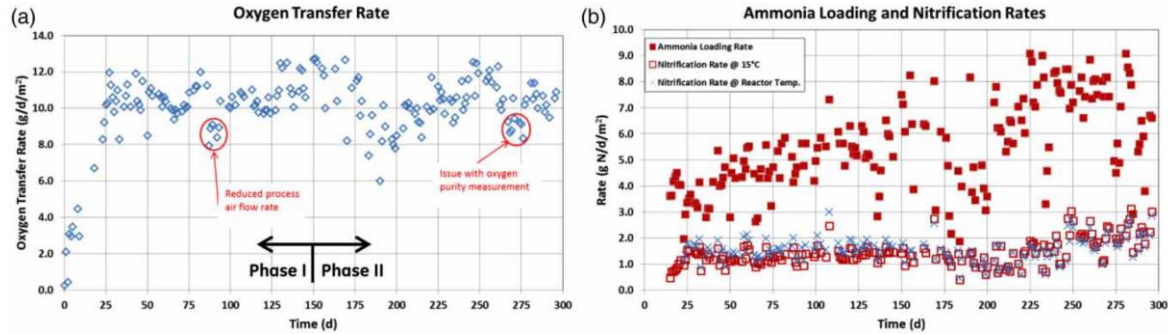 (a)
Oxygen Transfer Rate
Oxygen Transfer Rate (g/d/m²)
14.0
12.0
10.0
8.0
6.0
4.0
2.0
0.0
Reduced process
air flow rate
Issue with oxygen
purity measurement
Phase I
Phase II
0 25 50 75 100 125 150 175 200 225 250 275 300
Time (d)
(b)
Ammonia Loading and Nitrification Rates
Rate (g N/d/m²)
10.0
9.0
8.0
7.0
6.0
5.0
4.0
3.0
2.0
1.0
0.0
Ammonia Loading Rate
Nitrification Rate @ 15°C
Nitrification Rate @ Reactor Temp.
0 25 50 75 100 125 150 175 200 225 250 275 300
Time (d)